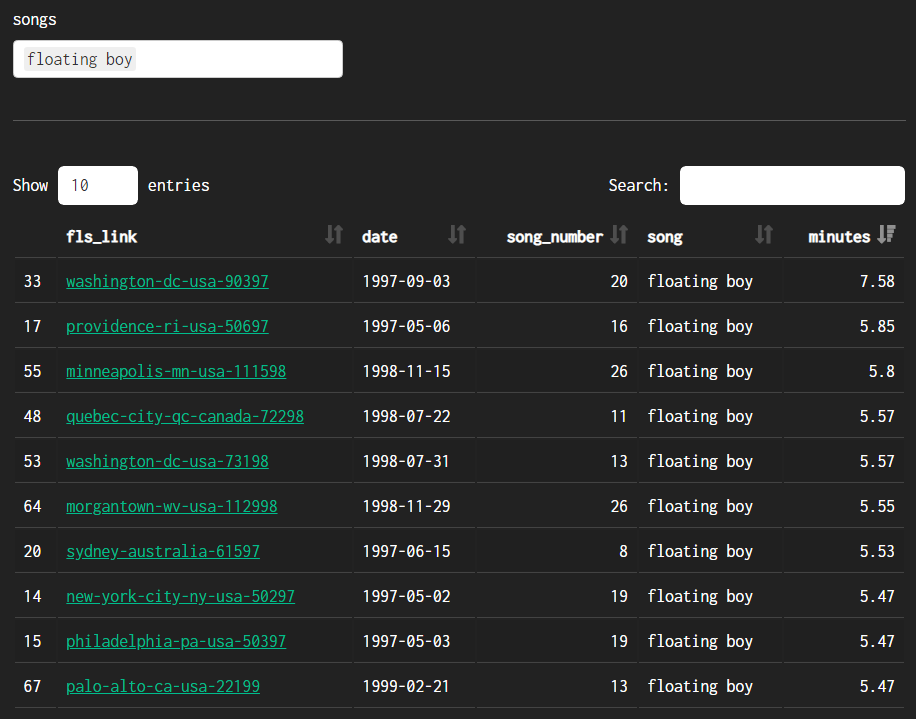 songs
floating boy
Show 10 entries Search:
fls_link date song_number song minutes
33 washington-dc-usa-90397 1997-09-03 20 floating boy 7.58
17 providence-ri-usa-50697 1997-05-06 16 floating boy 5.85
55 minneapolis-mn-usa-111598 1998-11-15 26 floating boy 5.8
48 quebec-city-qc-canada-72298 1998-07-22 11 floating boy 5.57
53 washington-dc-usa-73198 1998-07-31 13 floating boy 5.57
64 morgantown-wv-usa-112998 1998-11-29 26 floating boy 5.55
20 sydney-australia-61597 1997-06-15 8 floating boy 5.53
14 new-york-city-ny-usa-50297 1997-05-02 19 floating boy 5.47
15 philadelphia-pa-usa-50397 1997-05-03 19 floating boy 5.47
67 palo-alto-ca-usa-22199 1999-02-21 13 floating boy 5.47